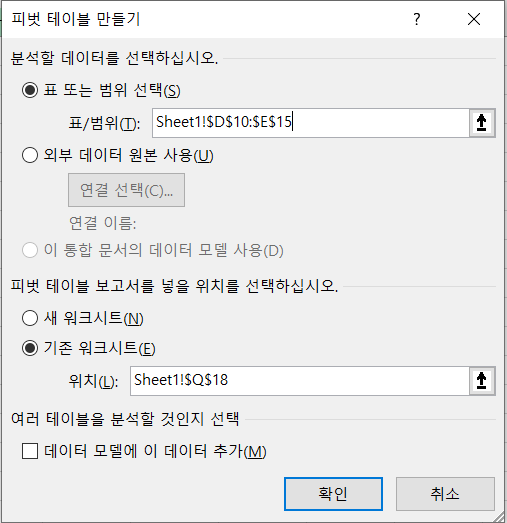 피벗 테이블 만들기 ? ×
분석할 데이터를 선택하십시오.
표 또는 범위 선택(S)
표/범위(T): Sheet1!$D$10:$E$15
외부 데이터 원본 사용(U)
연결 선택(C)...
연결 이름:
이 통합 문서의 데이터 모델 사용(D)
피벗 테이블 보고서를 넣을 위치를 선택하십시오.
새 워크시트(N)
기존 워크시트(E)
위치(L): Sheet1!$Q$18
여러 테이블을 분석할 것인지 선택
데이터 모델에 이 데이터 추가(M)
확인 취소